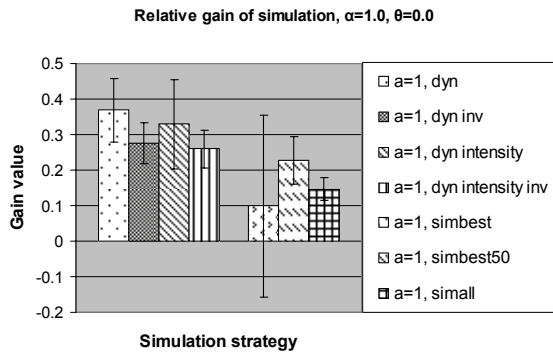 Relative gain of simulation, α=1.0, θ=0.0
0.5
0.4
0.3
0.2
0.1
0
-0.1
-0.2
Gain value
Simulation strategy
a=1, dyn
a=1, dyn inv
a=1, dyn intensity
a=1, dyn intensity inv
a=1, simbest
a=1, simbest50
a=1, simall